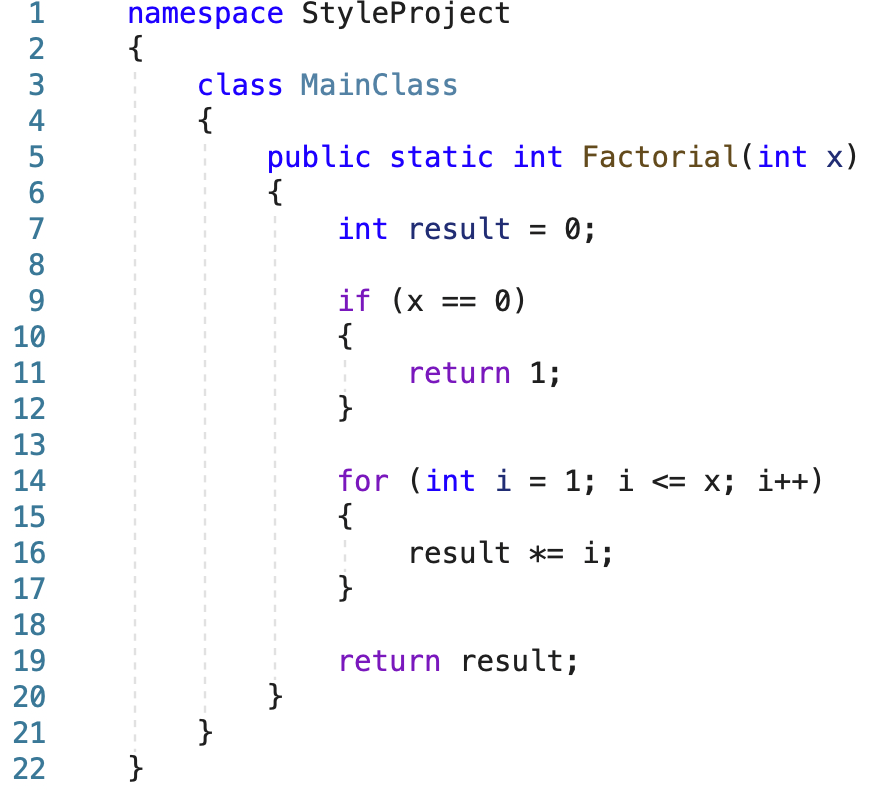 1 namespace StyleProject
2 {
3     class MainClass
4     {
5         public static int Factorial(int x)
6         {
7             int result = 0;
8
9             if (x == 0)
10             {
11                 return 1;
12             }
13
14             for (int i = 1; i <= x; i++)
15             {
16                 result *= i;
17             }
18
19             return result;
20         }
21     }
22 }